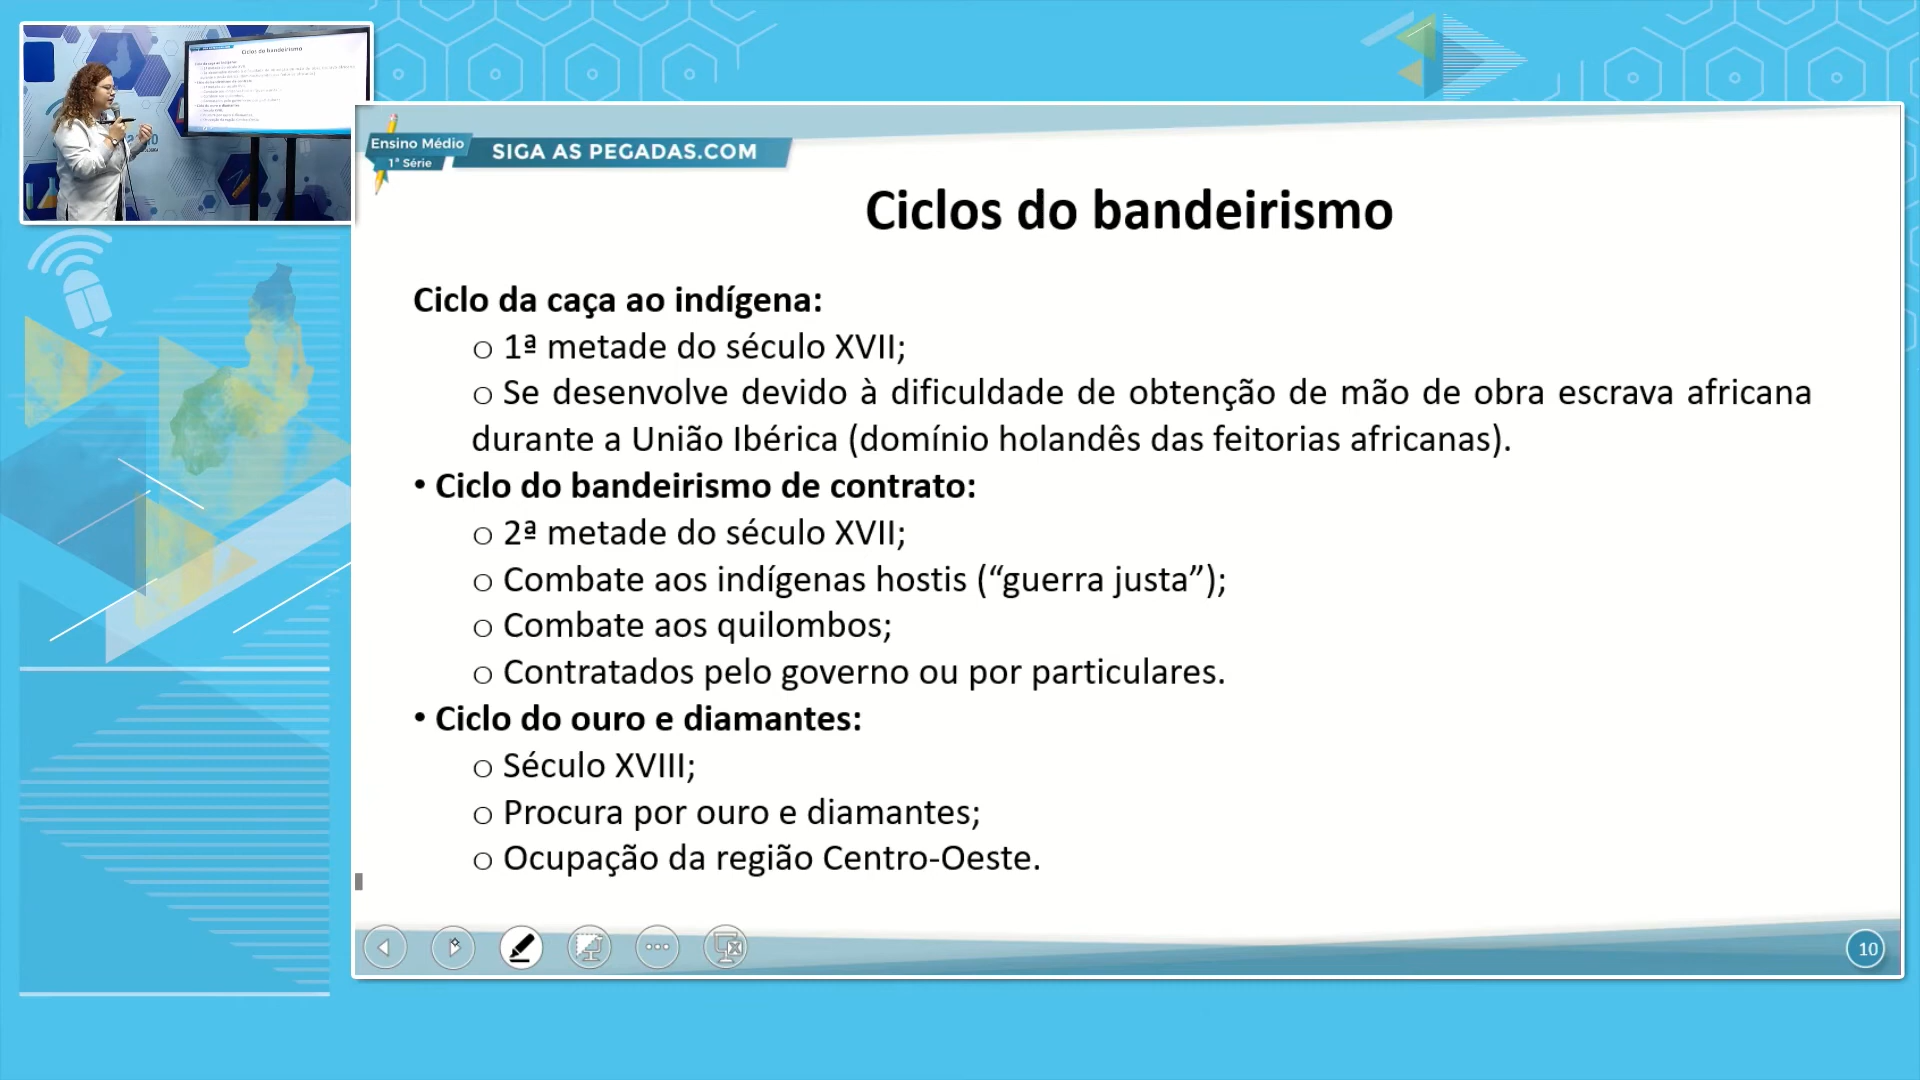 Ensino Médio
1ª Série
SIGA AS PEGADAS.COM
Ciclos do bandeirismo
Ciclo da caça ao indígena:
o 1ª metade do século XVII;
o Se desenvolve devido à dificuldade de obtenção de mão de obra escrava africana
durante a União Ibérica (domínio holandês das feitorias africanas).
• Ciclo do bandeirismo de contrato:
o 2ª metade do século XVII;
o Combate aos indígenas hostis (“guerra justa”);
o Combate aos quilombos;
o Contratados pelo governo ou por particulares.
• Ciclo do ouro e diamantes:
o Século XVIII;
o Procura por ouro e diamantes;
o Ocupação da região Centro-Oeste.
10
Ciclos do bandeirismo